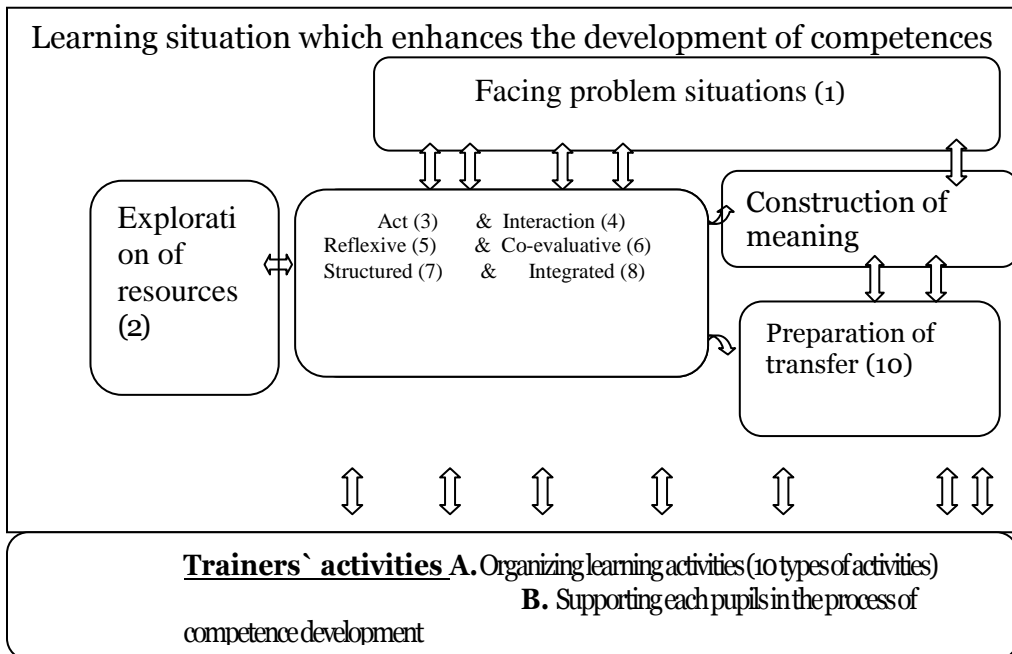 Learning situation which enhances the development of competences
Facing problem situations (1)
Explorati
on of
resources
(2)
Act (3) & Interaction (4)
Reflexive (5) & Co-evaluative (6)
Structured (7) & Integrated (8)
Construction of
meaning
Preparation of
transfer (10)
Trainers` activities A. Organizing learning activities (10 types of activities)
B. Supporting each pupils in the process of
competence development